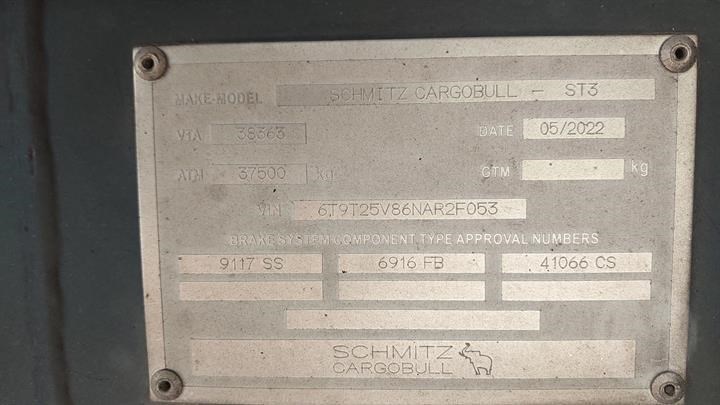 MAKE-MODEL SCHMITZ CARGOBULL - ST3
VTA 38363 DATE 05/2022
ATM 37500 kg GTM kg
VIN 6T9T25V86NAR2F053
BRAKE SYSTEM COMPONENT TYPE APPROVAL NUMBERS
9117 SS 6916 FB 41066 CS
SCHMITZ
CARGOBULL